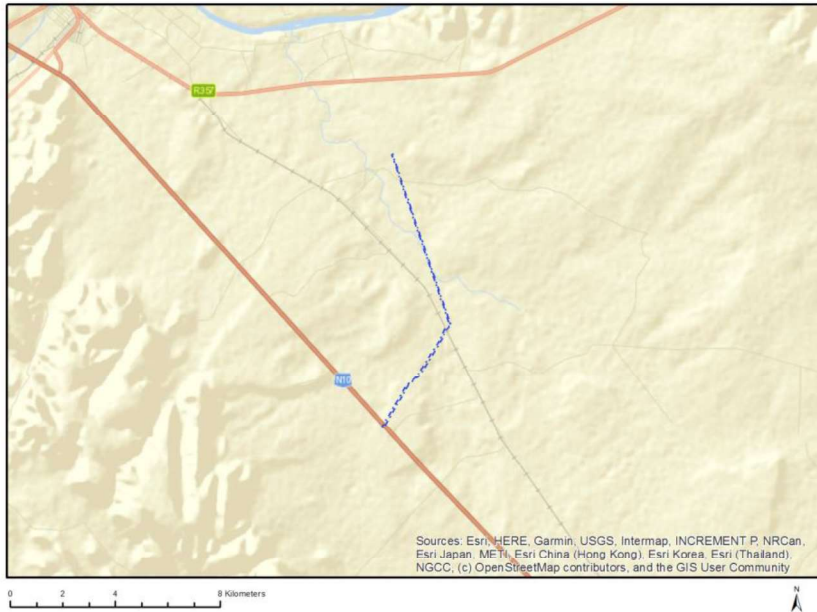 R357
N10
Sources: Esri, HERE, Garmin, USGS, Intermap, INCREMENT P, NRCan,
Esri Japan, METI, Esri China (Hong Kong), Esri Korea, Esri (Thailand),
NGCC, (c) OpenStreetMap contributors, and the GIS User Community
0 2 4 8 Kilometers
N